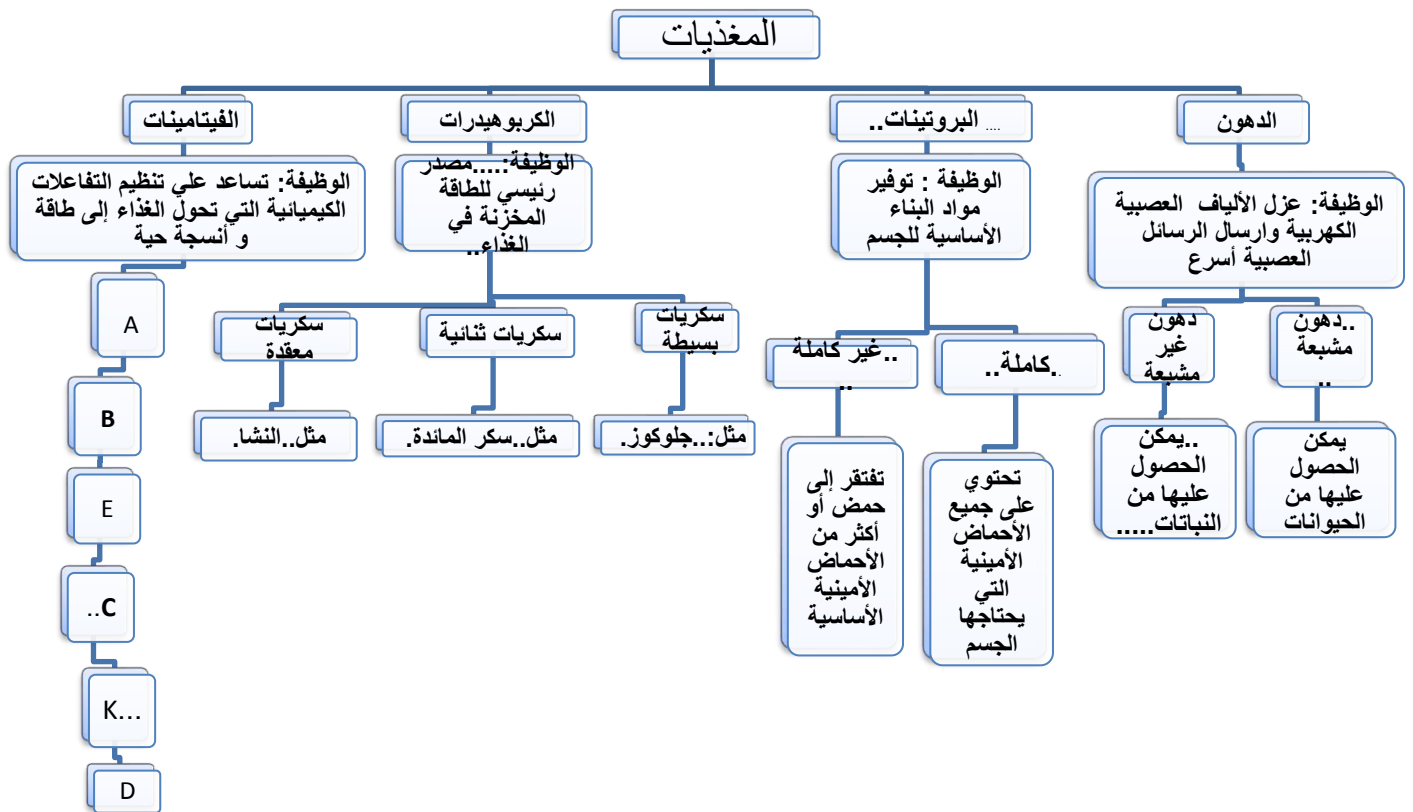 المغذيات
الدهون
الوظيفة: عزل الألياف العصبية
الكهربية وارسال الرسائل
العصبية أسرع
..دهون
مشبعة
..
يمكن
الحصول
عليها من
الحيوانات
دهون
غير
مشبعة
..يمكن
الحصول
عليها من
النباتات.....
.... البروتينات..
الوظيفة : توفير
مواد البناء
الأساسية للجسم
.كاملة..
تحتوي
على جميع
الأحماض
الأمينية
التي
يحتاجها
الجسم
..غير كاملة
..
تفتقر إلى
حمض أو
أكثر من
الأحماض
الأمينية
الأساسية
الكربوهيدرات
الوظيفة:....مصدر
رئيسي للطاقة
المخزنة في
الغذاء..
سكريات
بسيطة
مثل:..جلوكوز.
سكريات ثنائية
مثل..سكر المائدة.
سكريات
معقدة
مثل..النشا.
الفيتامينات
الوظيفة: تساعد علي تنظيم التفاعلات
الكيميائية التي تحول الغذاء إلى طاقة
و أنسجة حية
A
B
E
..C
K...
D